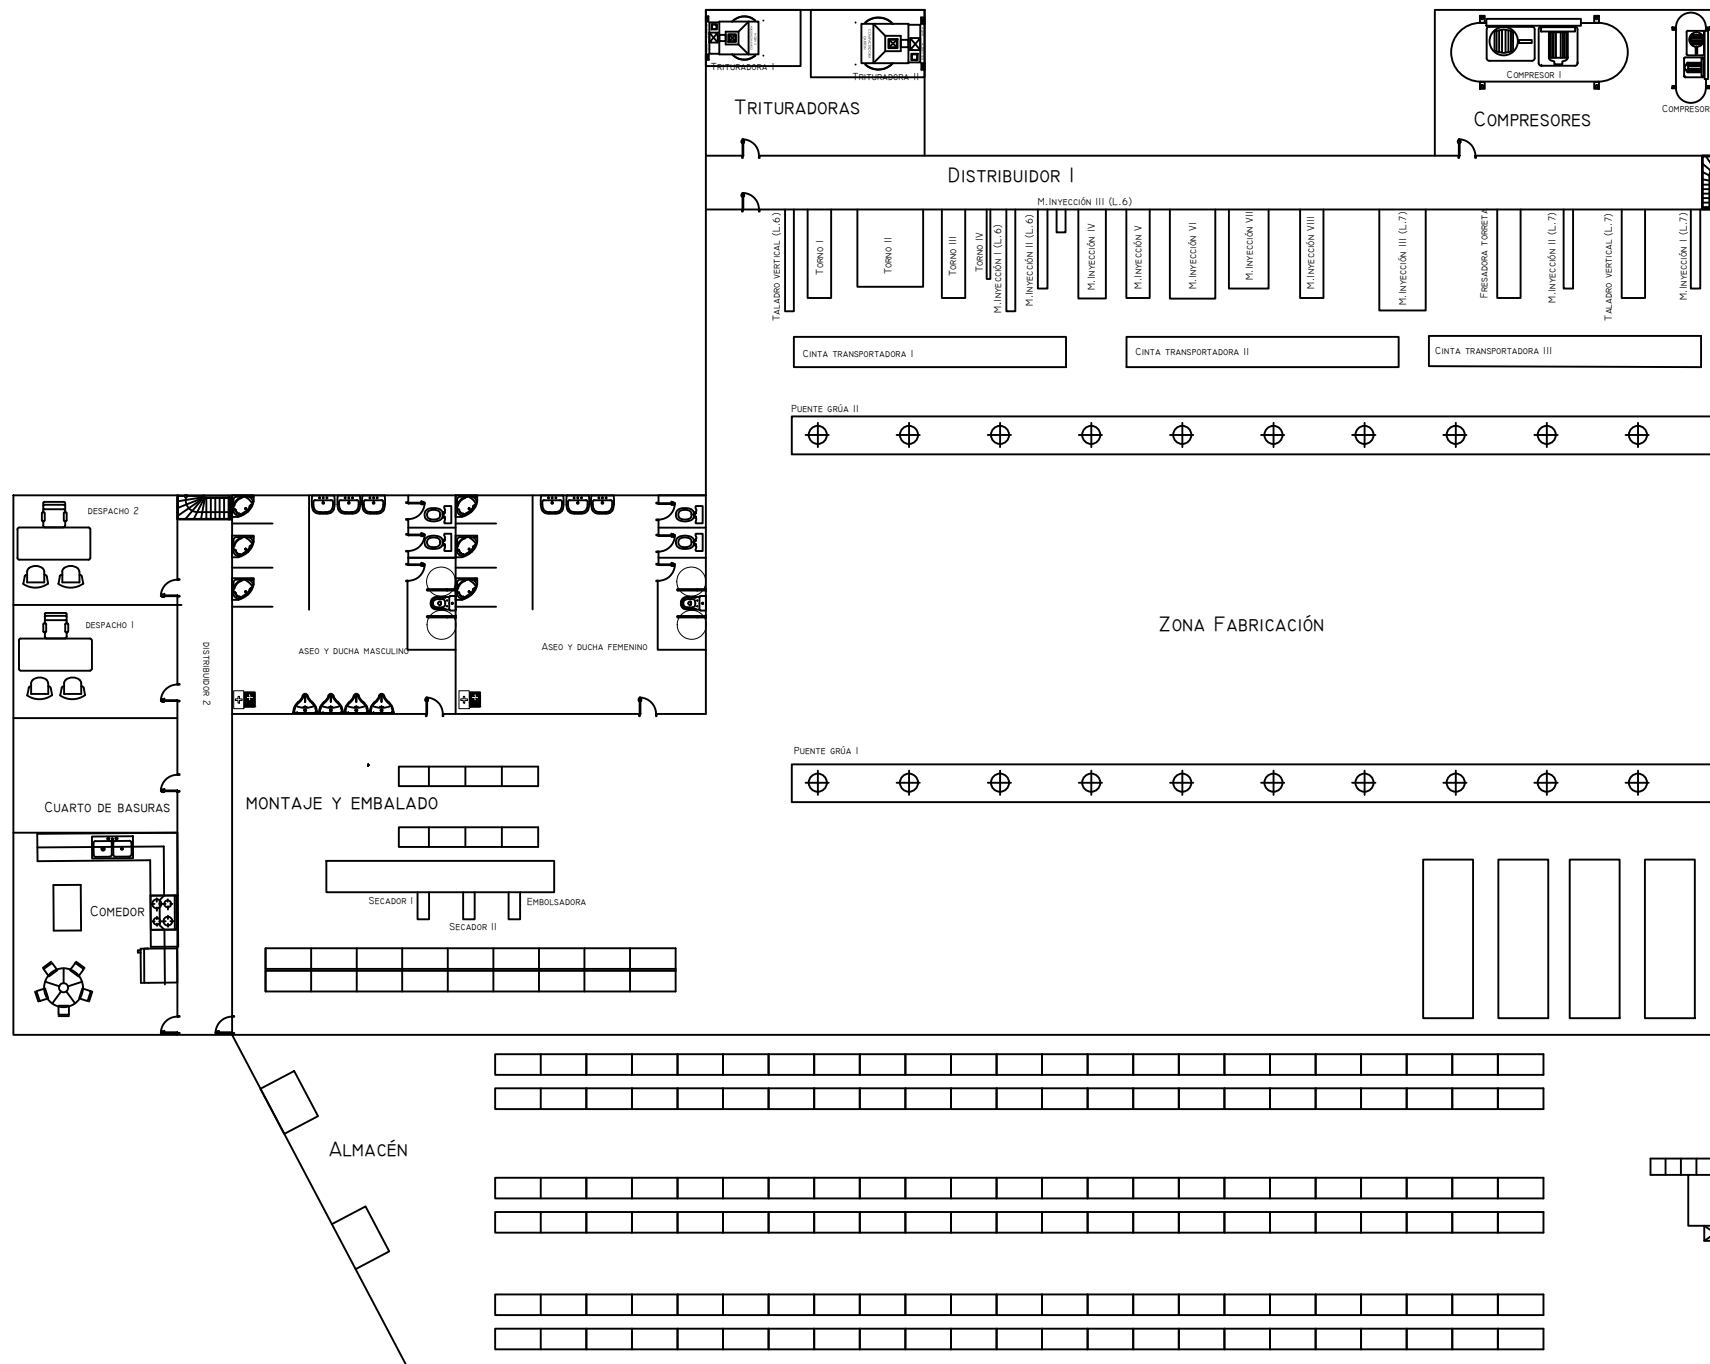 Trituradora I
Trituradora II
Trituradoras
Compresor I
Compresor
Compresores
Distribuidor I
M.Inyección III (L.6)
Taladro vertical (L.6)
Torno I
Torno II
Torno III
Torno IV
M.Inyección I (L.6)
M.Inyección II (L.6)
M.Inyección IV
M.Inyección V
M.Inyección VI
M.Inyección VII
M.Inyección VIII
M.Inyección III (L.7)
Fresadora torreta
M.Inyección II (L.7)
Taladro vertical (L.7)
M.Inyección I (L.7)
Cinta transportadora I
Cinta transportadora II
Cinta transportadora III
Puente grúa II
despacho 2
despacho I
distribuidor 2
aseo y ducha masculino
Aseo y ducha femenino
Zona Fabricación
Puente grúa I
Cuarto de basuras
montaje y embalado
Comedor
Secador I
Secador II
Embolsadora
Almacén